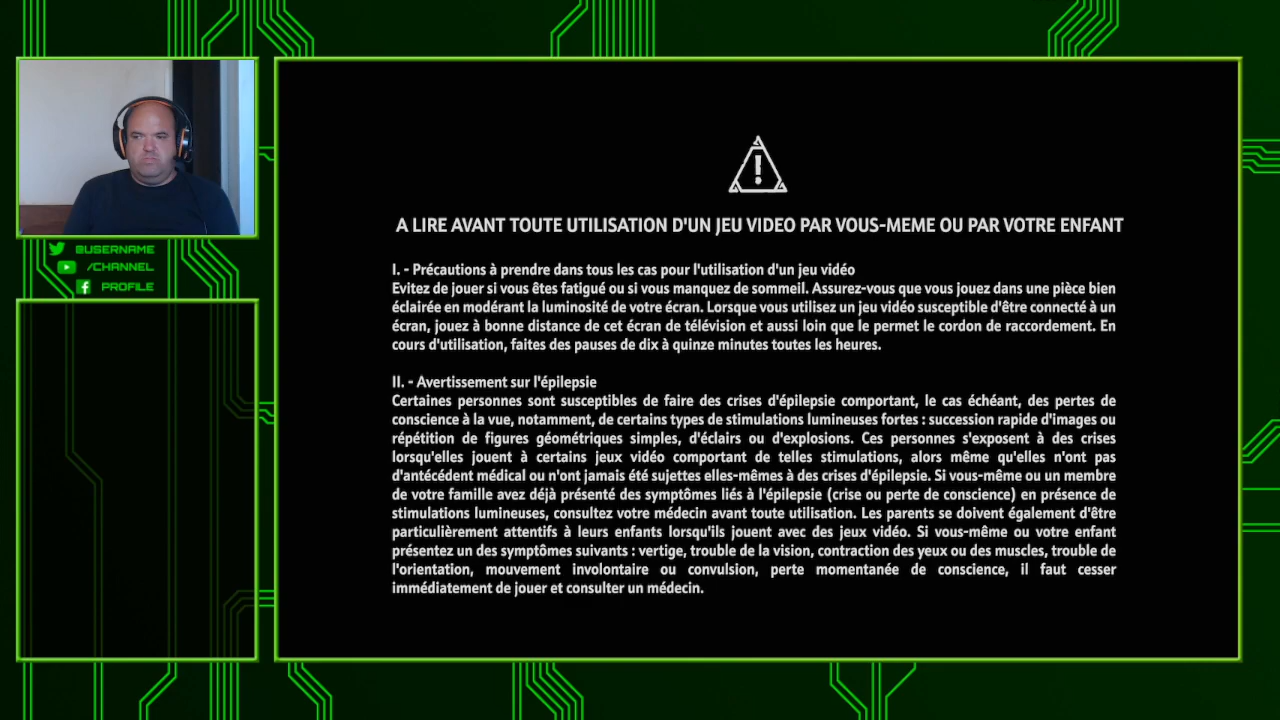 @USERNAME
/CHANNEL
PROFILE
A LIRE AVANT TOUTE UTILISATION D'UN JEU VIDEO PAR VOUS-MEME OU PAR VOTRE ENFANT
I. - Précautions à prendre dans tous les cas pour l'utilisation d'un jeu vidéo
Evitez de jouer si vous êtes fatigué ou si vous manquez de sommeil. Assurez-vous que vous jouez dans une pièce bien
éclairée en modérant la luminosité de votre écran. Lorsque vous utilisez un jeu vidéo susceptible d'être connecté à un
écran, jouez à bonne distance de cet écran de télévision et aussi loin que le permet le cordon de raccordement. En
cours d'utilisation, faites des pauses de dix à quinze minutes toutes les heures.
II. - Avertissement sur l'épilepsie
Certaines personnes sont susceptibles de faire des crises d'épilepsie comportant, le cas échéant, des pertes de
conscience à la vue, notamment, de certains types de stimulations lumineuses fortes : succession rapide d'images ou
répétition de figures géométriques simples, d'éclairs ou d'explosions. Ces personnes s'exposent à des crises
lorsqu'elles jouent à certains jeux vidéo comportant de telles stimulations, alors même qu'elles n'ont pas
d'antécédent médical ou n'ont jamais été sujettes elles-mêmes à des crises d'épilepsie. Si vous-même ou un membre
de votre famille avez déjà présenté des symptômes liés à l'épilepsie (crise ou perte de conscience) en présence de
stimulations lumineuses, consultez votre médecin avant toute utilisation. Les parents se doivent également d'être
particulièrement attentifs à leurs enfants lorsqu'ils jouent avec des jeux vidéo. Si vous-même ou votre enfant
présentez un des symptômes suivants : vertige, trouble de la vision, contraction des yeux ou des muscles, trouble de
l'orientation, mouvement involontaire ou convulsion, perte momentanée de conscience, il faut cesser
immédiatement de jouer et consulter un médecin.